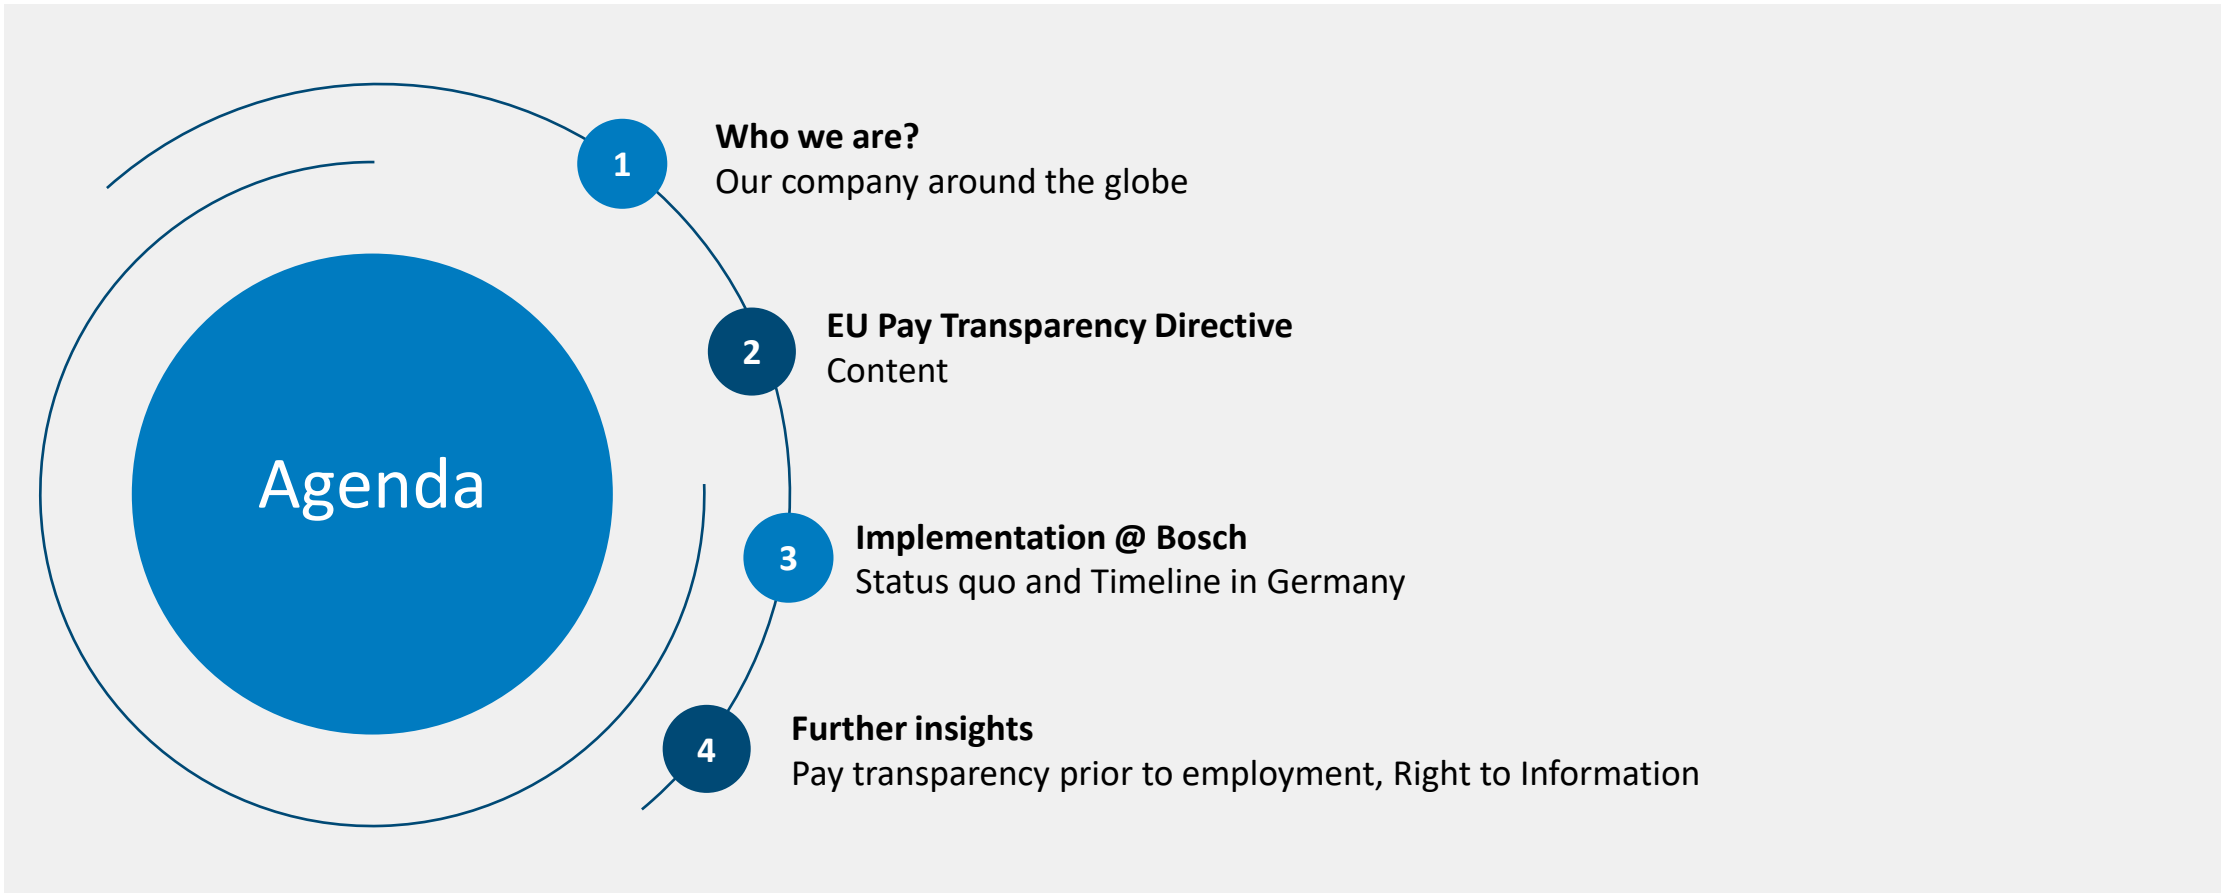 Agenda
1
Who we are?
Our company around the globe
2
EU Pay Transparency Directive
Content
3
Implementation @ Bosch
Status quo and Timeline in Germany
4
Further insights
Pay transparency prior to employment, Right to Information